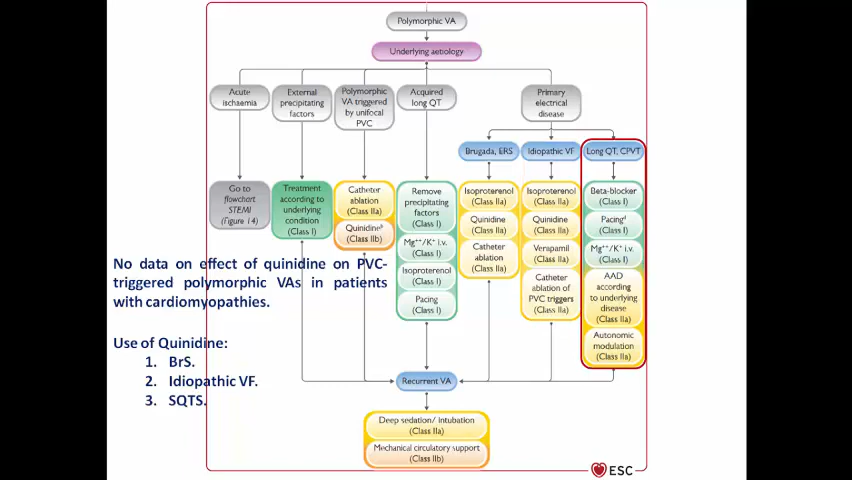 Polymorphic VA
Underlying aetiology
Acute
ischaemia
External
precipitating
factors
Polymorphic
VA triggered
by unifocal
PVC
Acquired
long QT
Primary
electrical
disease
Brugada, ERS
Idiopathic VF
Long QT, CPVT
Go to
flowchart
STEMI
(Figure 14)
Treatment
according to
underlying
condition
(Class I)
Catheter
ablation
(Class IIa)
Quinidineᵇ
(Class IIb)
Remove
precipitating
factors
(Class I)
Mg⁺⁺/K⁺ i.v.
(Class I)
Isoproterenol
(Class I)
Pacing
(Class I)
Isoproterenol
(Class IIa)
Quinidine
(Class IIa)
Catheter
ablation
(Class IIa)
Isoproterenol
(Class IIa)
Quinidine
(Class IIa)
Verapamil
(Class IIa)
Catheter
ablation of
PVC triggers
(Class IIa)
Beta-blocker
(Class I)
Pacingᵈ
(Class I)
Mg⁺⁺/K⁺ i.v.
(Class I)
AAD
according
to underlying
disease
(Class IIa)
Autonomic
modulation
(Class IIa)
No data on effect of quinidine on PVC-
triggered polymorphic VAs in patients
with cardiomyopathies.
Use of Quinidine:
1. BrS.
2. Idiopathic VF.
3. SQTS.
Recurrent VA
Deep sedation/ intubation
(Class IIa)
Mechanical circulatory support
(Class IIb)
ESC